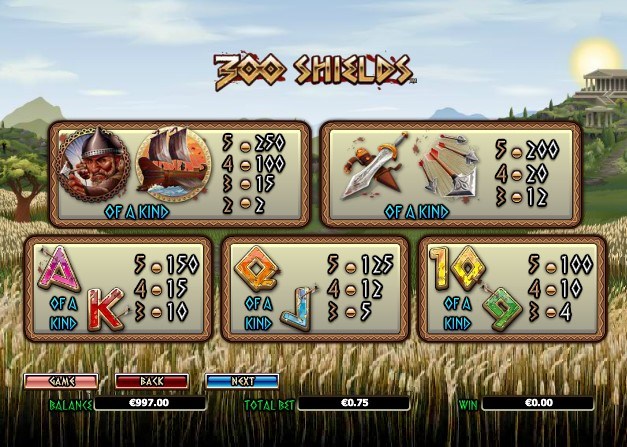 300 SHIELDS
5 - 250
4 - 100
3 - 15
2 - 2
OF A KIND
5 - 200
4 - 20
3 - 12
OF A KIND
A
K
OF A
KIND
5 - 150
4 - 15
3 - 10
Q
J
OF A
KIND
5 - 125
4 - 12
3 - 5
10
9
OF A
KIND
5 - 100
4 - 10
3 - 4
GAME BACK NEXT
BALANCE €997.00 TOTAL BET €0.75 WIN €0.00